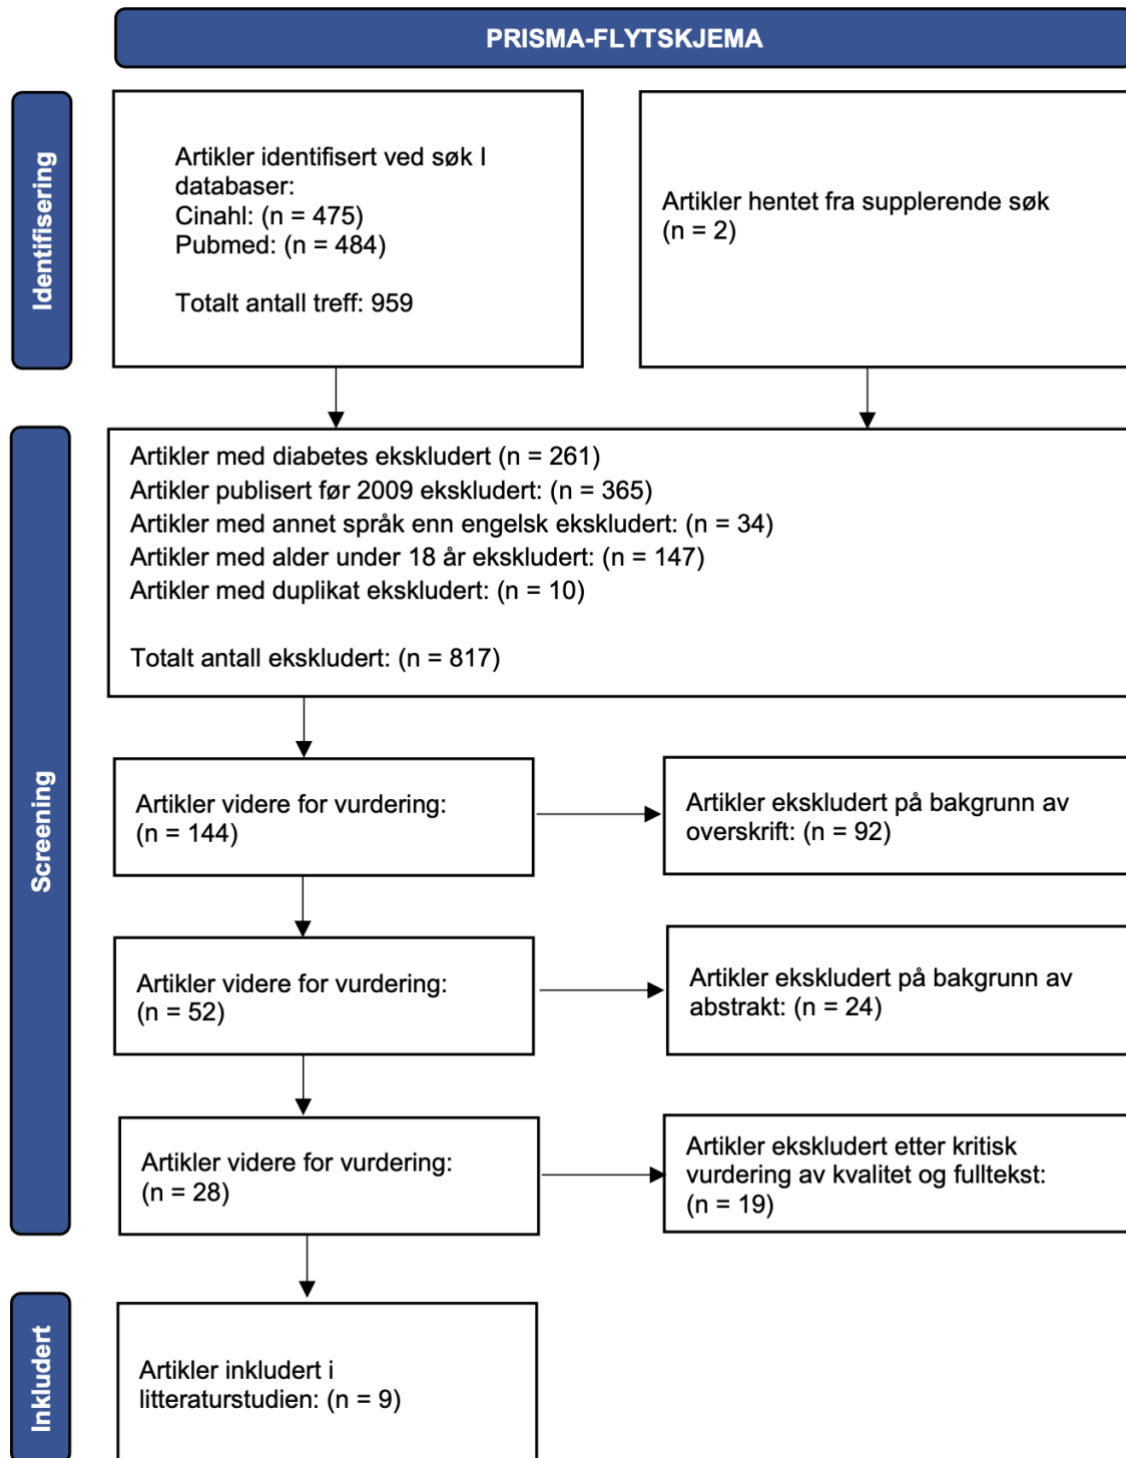 PRISMA-FLYTSKJEMA
Identifisering
Artikler identifisert ved søk I
databaser:
Cinahl: (n = 475)
Pubmed: (n = 484)
Totalt antall treff: 959
Artikler hentet fra supplerende søk
(n = 2)
Screening
Artikler med diabetes ekskludert (n = 261)
Artikler publisert før 2009 ekskludert: (n = 365)
Artikler med annet språk enn engelsk ekskludert: (n = 34)
Artikler med alder under 18 år ekskludert: (n = 147)
Artikler med duplikat ekskludert: (n = 10)
Totalt antall ekskludert: (n = 817)
Artikler videre for vurdering:
(n = 144)
Artikler ekskludert på bakgrunn av
overskrift: (n = 92)
Artikler videre for vurdering:
(n = 52)
Artikler ekskludert på bakgrunn av
abstrakt: (n = 24)
Artikler videre for vurdering:
(n = 28)
Artikler ekskludert etter kritisk
vurdering av kvalitet og fulltekst:
(n = 19)
Inkludert
Artikler inkludert i
litteraturstudien: (n = 9)